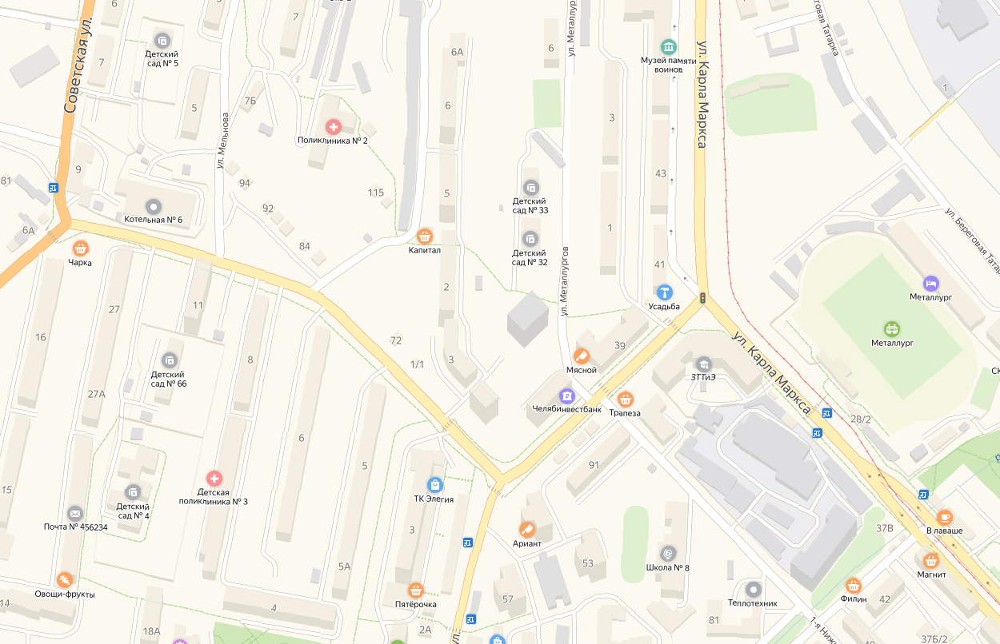 6
7
Советская ул.
Детский
сад № 5
7
5
7Б
Поликлиника № 2
6А
6
6
ул. Металлург
Музей памяти
воинов
ул. Карла Маркса
говая Татарка
1
ул. Мельнова
3
43
9
81
Котельная № 6
6А
Чарка
94
92
84
115
5
Капитал
Детский
сад № 33
Детский
сад № 32
1
41
Усадьба
ул. Металлургов
ул. Береговая Татар
Металлург
Металлург
16
27
11
8
2
72
1/1
3
39
Мясной
ЗТТиЭ
ул. Карла Маркса
Детский
сад № 66
27А
Челябинвестбанк
Трапеза
28/2
Ск
15
6
5
91
Детская
поликлиника № 3
Детский
сад № 4
Почта № 456234
ТК Элегия
3
Ариант
53
Школа № 8
37В
В лаваше
Магнит
Овощи-фрукты
14
5А
4
Пятёрочка
57
Теплотехник
Филин
42
18А
2А
ул.
81
1-я Ниж
37Б/2